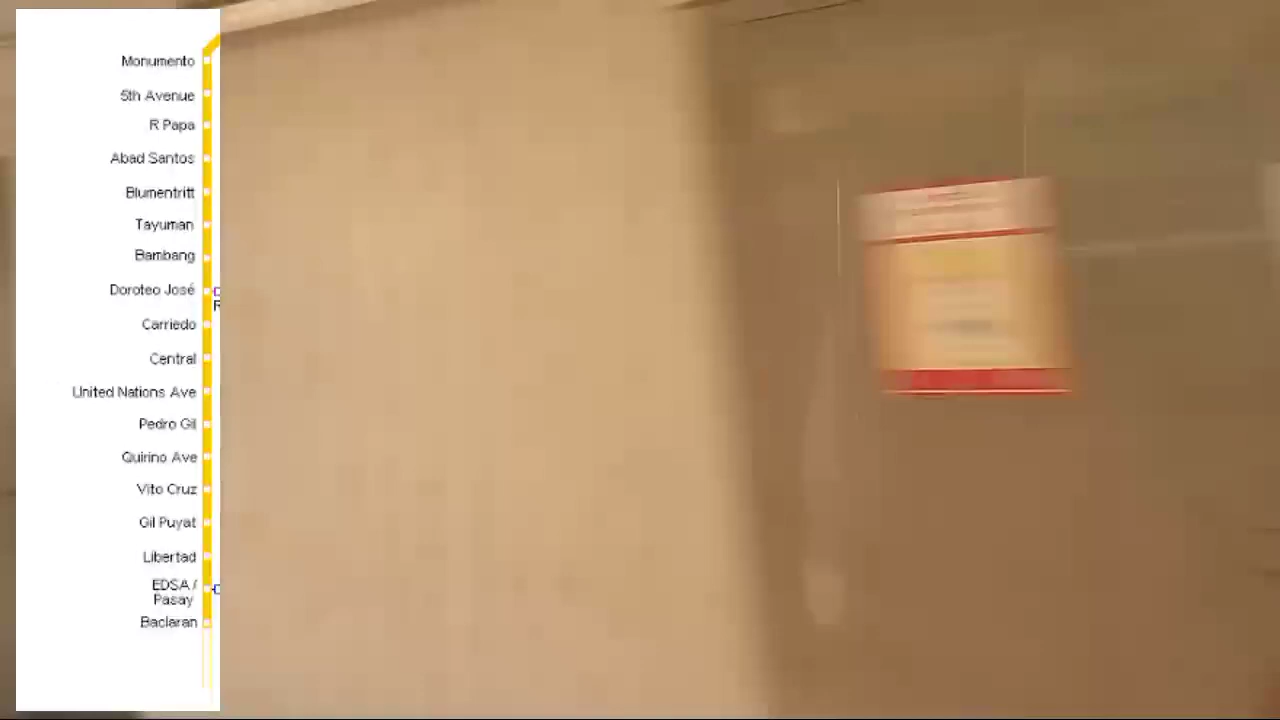 Monumento
5th Avenue
R Papa
Abad Santos
Blumentritt
Tayuman
Bambang
Doroteo José
R
Carriedo
Central
United Nations Ave
Pedro Gil
Quirino Ave
Vito Cruz
Gil Puyat
Libertad
EDSA /
Pasay
Baclaran